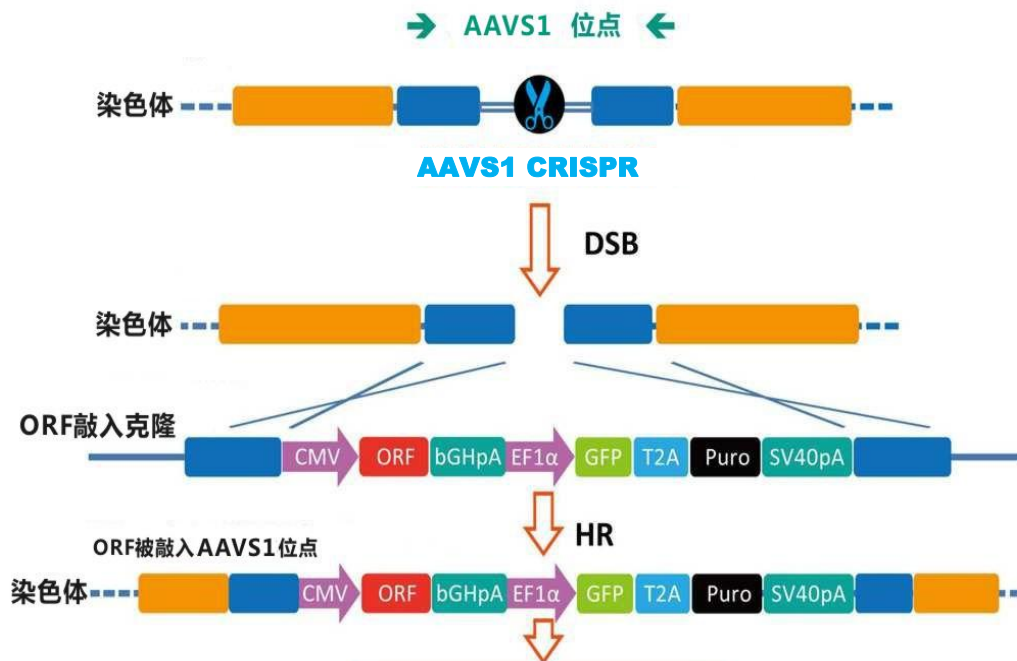 AAVS1 位点
染色体
AAVS1 CRISPR
DSB
染色体
ORF敲入克隆
CMV ORF bGHpA EF1α GFP T2A Puro SV40pA
HR
ORF被敲入AAVS1位点
染色体 CMV ORF bGHpA EF1α GFP T2A Puro SV40pA